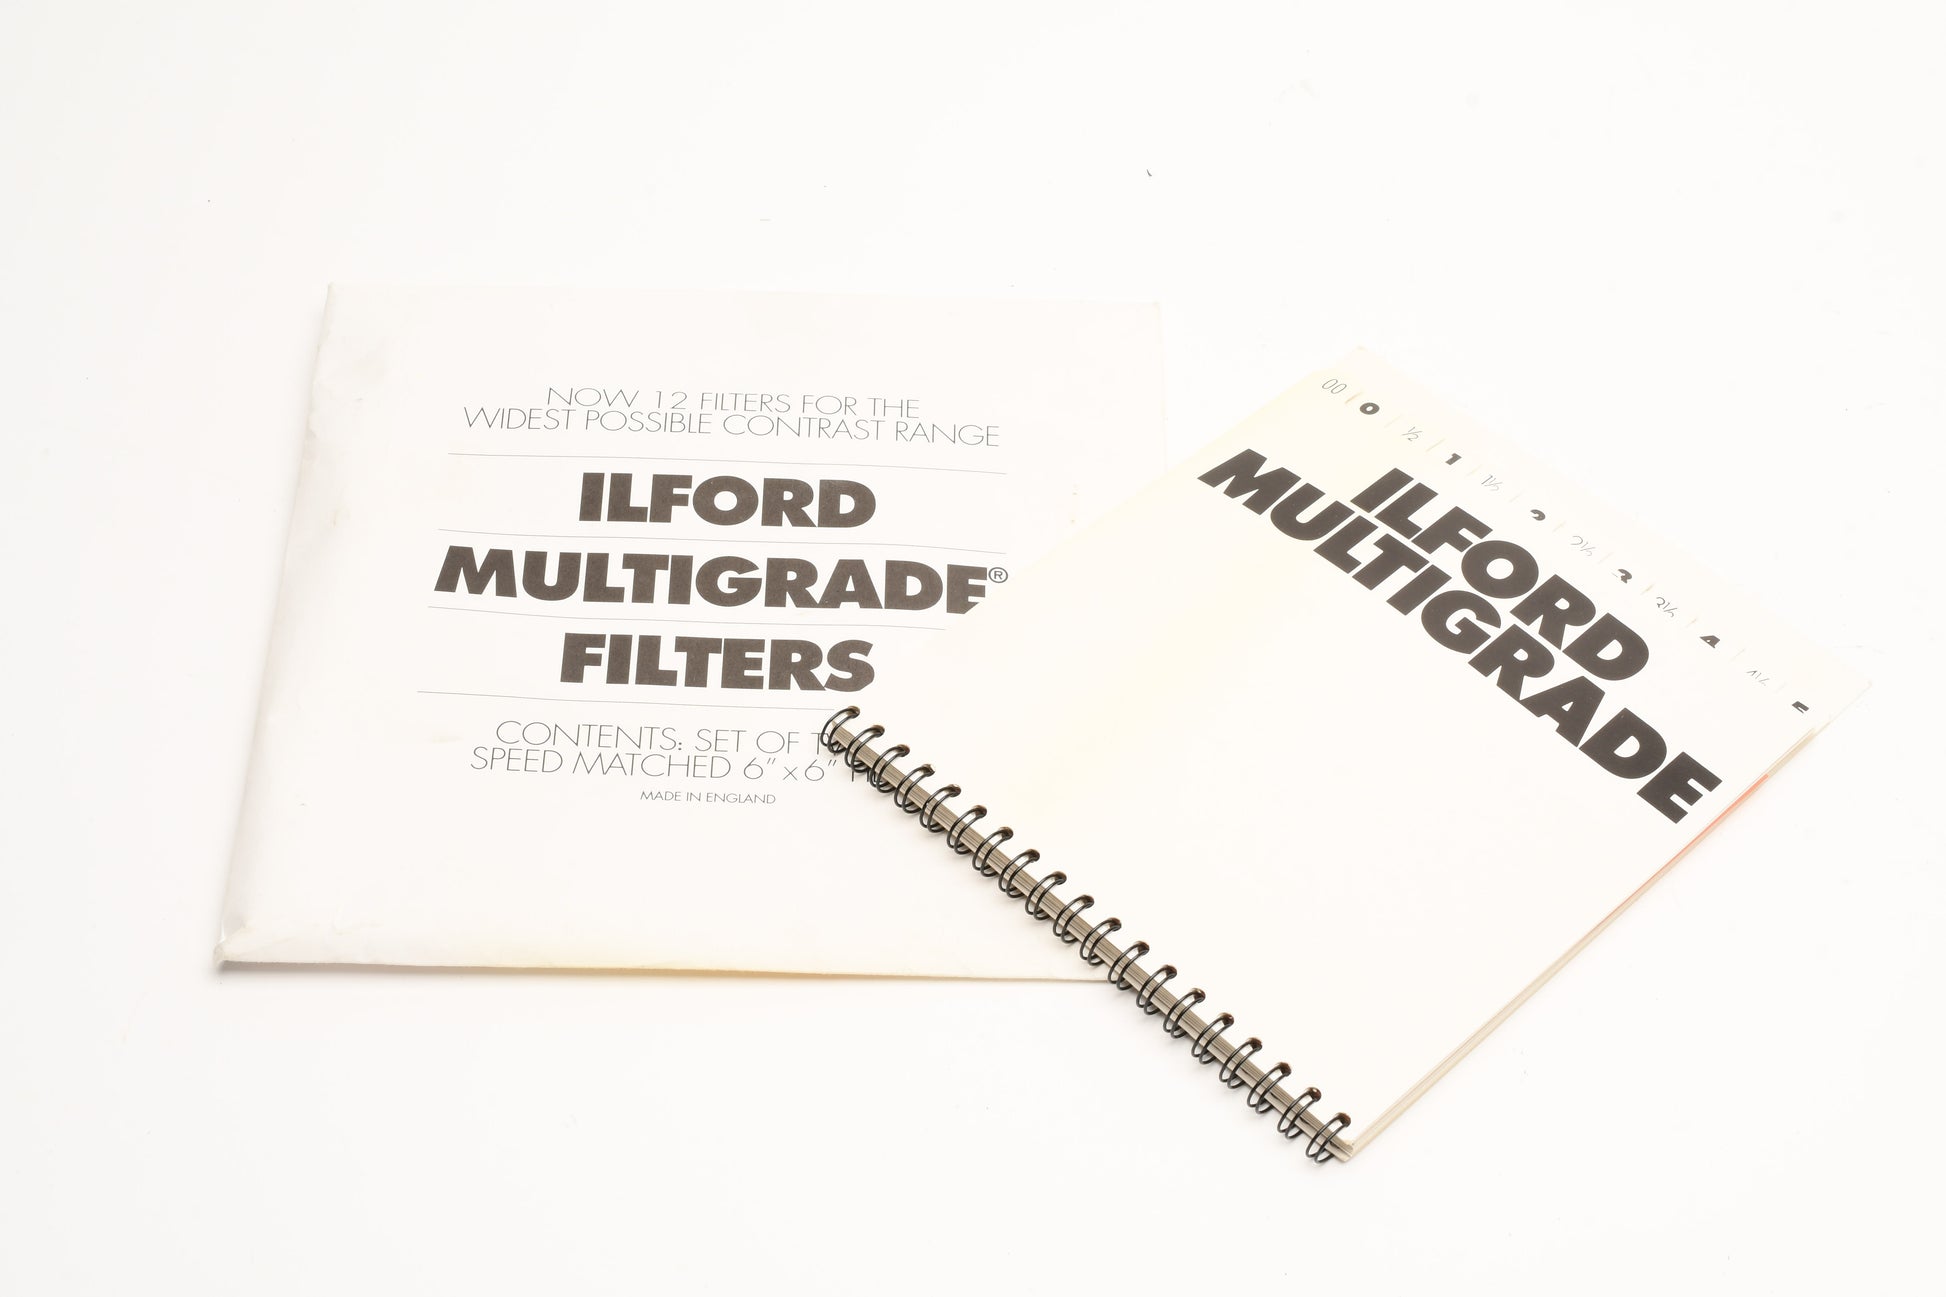 NOW 12 FILTERS FOR THE
WIDEST POSSIBLE CONTRAST RANGE
ILFORD
MULTIGRADE®
FILTERS
CONTENTS: SET OF
SPEED MATCHED 6" x 6"
MADE IN ENGLAND
00 | 0 | ½ | 1 | 1½ | 2 | 2½ | 3 | 3½ | 4 | 4½ |
ILFORD
MULTIGRADE